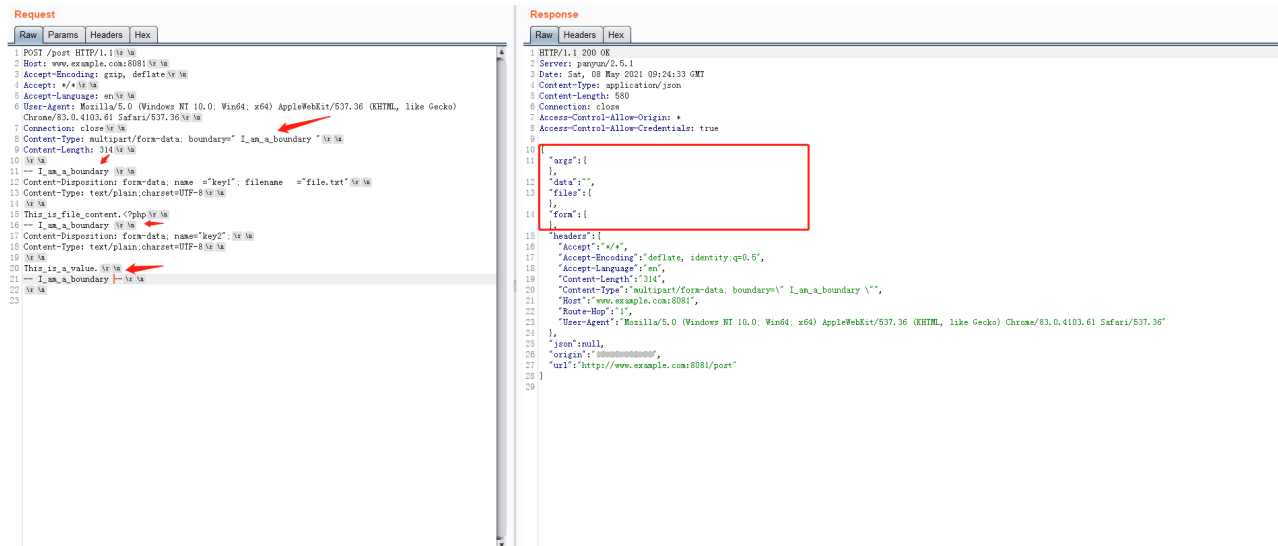 Request
Raw Params Headers Hex
1 POST /post HTTP/1.1 \r \n
2 Host: www.example.com:8081 \r \n
3 Accept-Encoding: gzip, deflate \r \n
4 Accept: */* \r \n
5 Accept-Language: en \r \n
6 User-Agent: Mozilla/5.0 (Windows NT 10.0; Win64; x64) AppleWebKit/537.36 (KHTML, like Gecko)
Chrome/83.0.4103.61 Safari/537.36 \r \n
7 Connection: close \r \n
8 Content-Type: multipart/form-data; boundary=" I_am_a_boundary " \r \n
9 Content-Length: 314 \r \n
10 \r \n
11 -- I_am_a_boundary \r \n
12 Content-Disposition: form-data; name ="key1"; filename ="file.txt" \r \n
13 Content-Type: text/plain;charset=UTF-8 \r \n
14 \r \n
15 This_is_file_content.<?php \r \n
16 -- I_am_a_boundary \r \n
17 Content-Disposition: form-data; name="key2"; \r \n
18 Content-Type: text/plain;charset=UTF-8 \r \n
19 \r \n
20 This_is_a_value. \r \n
21 -- I_am_a_boundary -- \r \n
22 \r \n
23
Response
Raw Headers Hex
1 HTTP/1.1 200 OK
2 Server: panyun/2.5.1
3 Date: Sat, 08 May 2021 09:24:33 GMT
4 Content-Type: application/json
5 Content-Length: 580
6 Connection: close
7 Access-Control-Allow-Origin: *
8 Access-Control-Allow-Credentials: true
9
10 {
11 "args":{
},
12 "data":"",
13 "files":{
},
14 "form":{
},
15 "headers":{
16 "Accept":"*/*",
17 "Accept-Encoding":"deflate, identity;q=0.5",
18 "Accept-Language":"en",
19 "Content-Length":"314",
20 "Content-Type":"multipart/form-data; boundary=\" I_am_a_boundary \"",
21 "Host":"www.example.com:8081",
22 "Route-Hop":"1",
23 "User-Agent":"Mozilla/5.0 (Windows NT 10.0; Win64; x64) AppleWebKit/537.36 (KHTML, like Gecko) Chrome/83.0.4103.61 Safari/537.36"
24 },
25 "json":null,
26 "origin":" ",
27 "url":"http://www.example.com:8081/post"
28 }
29